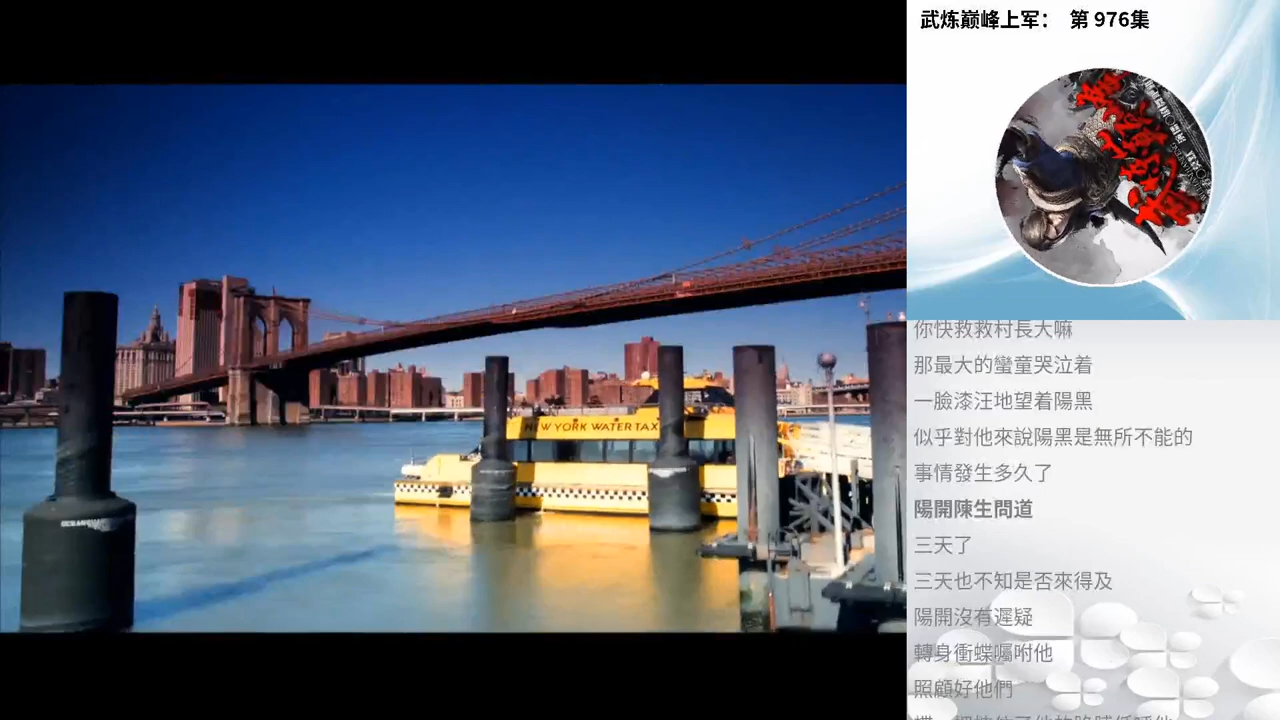 武炼巅峰上军： 第 976集
NEW YORK WATER TAX
你快救救村長大嘛
那最大的蠻童哭泣着
一臉漆汪地望着陽黑
似乎對他來說陽黑是無所不能的
事情發生多久了
陽開陳生問道
三天了
三天也不知是否來得及
陽開沒有遲疑
轉身衝蝶囑咐他
照顧好他們